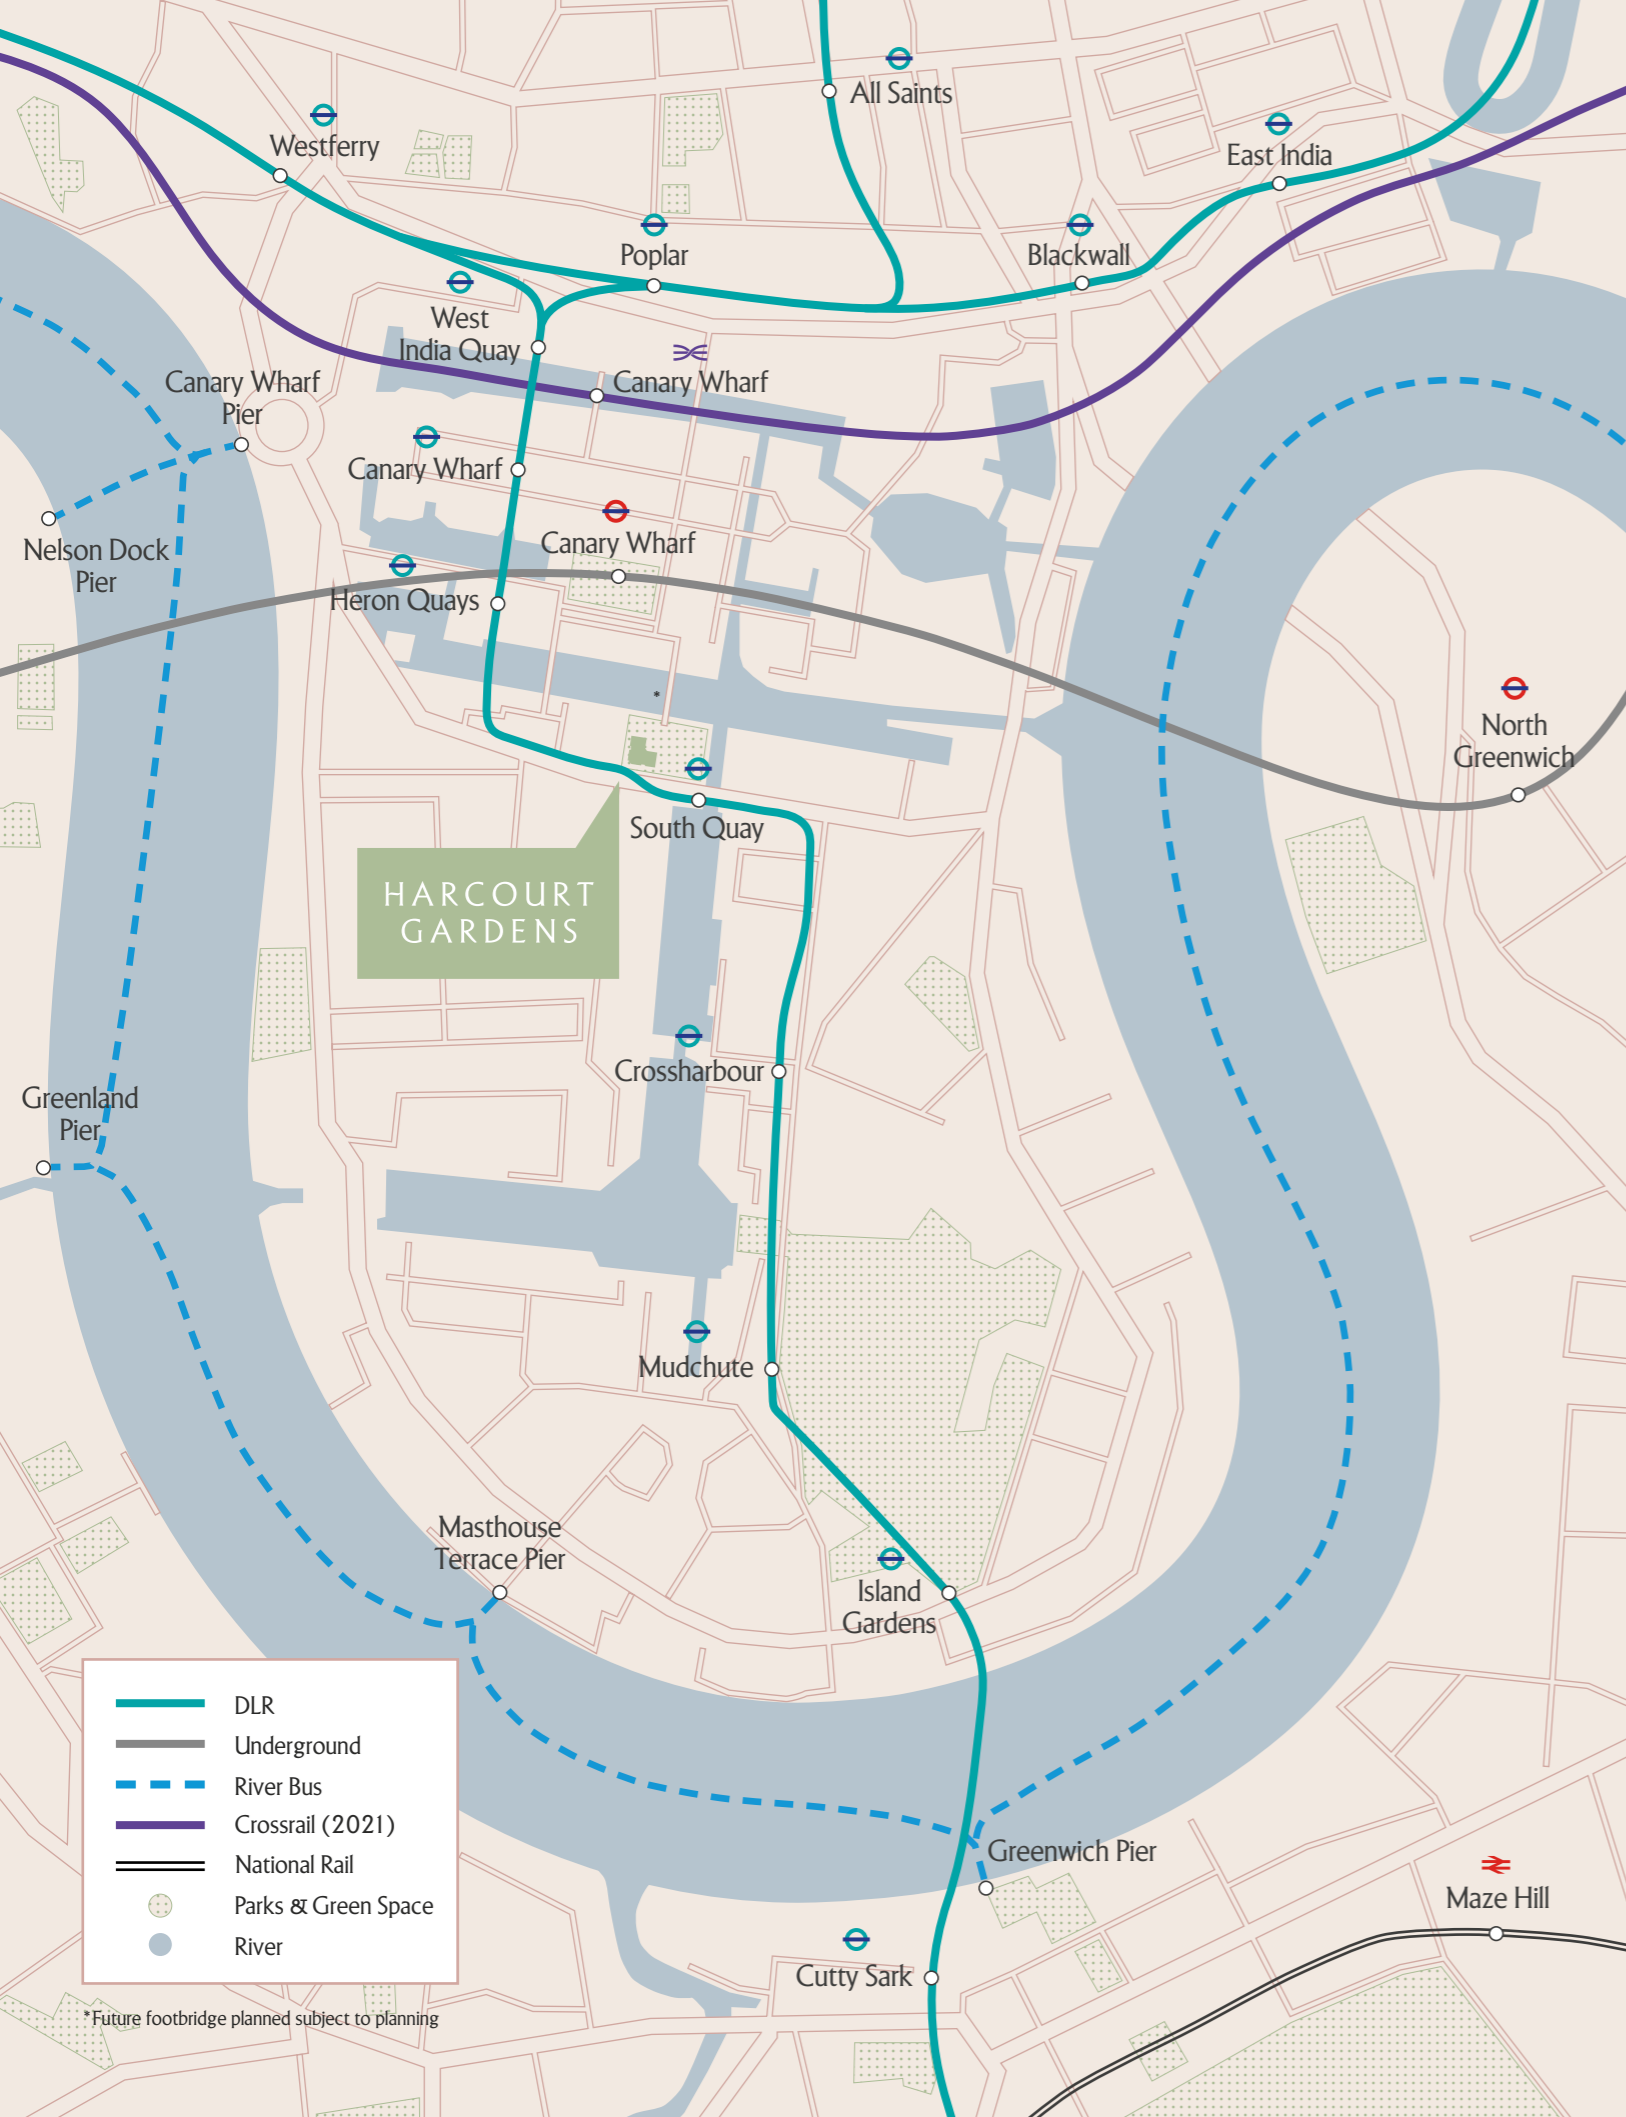 All Saints
Westferry
East India
Poplar
Blackwall
West
India Quay
Canary Wharf
Pier
Canary Wharf
Canary Wharf
Canary Wharf
Nelson Dock
Pier
Heron Quays
*
North
Greenwich
South Quay
HARCOURT
GARDENS
Crossharbour
Greenland
Pier
Mudchute
Masthouse
Terrace Pier
Island
Gardens
DLR
Underground
River Bus
Crossrail (2021)
National Rail
Parks & Green Space
River
Greenwich Pier
Maze Hill
Cutty Sark
*Future footbridge planned subject to planning